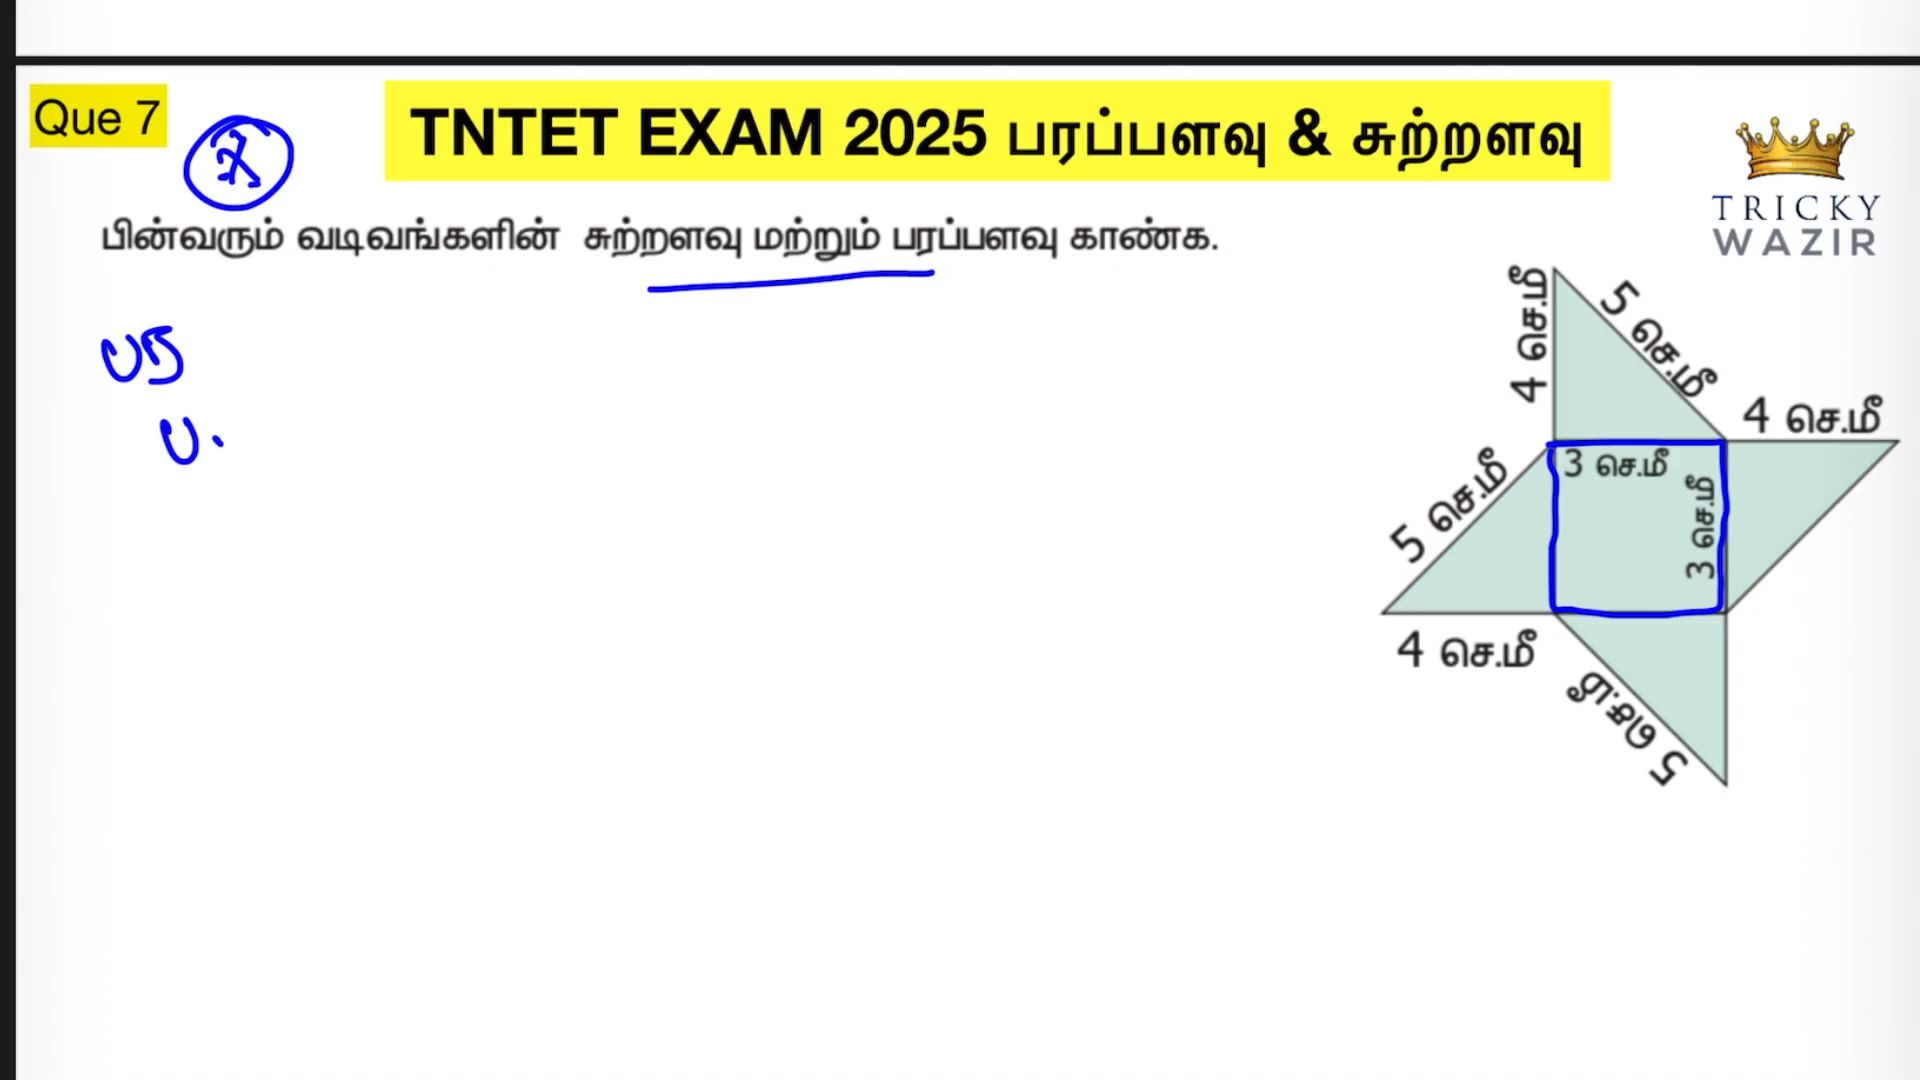 Que 7
TNTET EXAM 2025 பரப்பளவு & சுற்றளவு
TRICKY
WAZIR
பின்வரும் வடிவங்களின் சுற்றளவு மற்றும் பரப்பளவு காண்க.
4 செ.மீ
5 செ.மீ
4 செ.மீ
3 செ.மீ
3 செ.மீ
5 செ.மீ
4 செ.மீ
5 செ.மீ